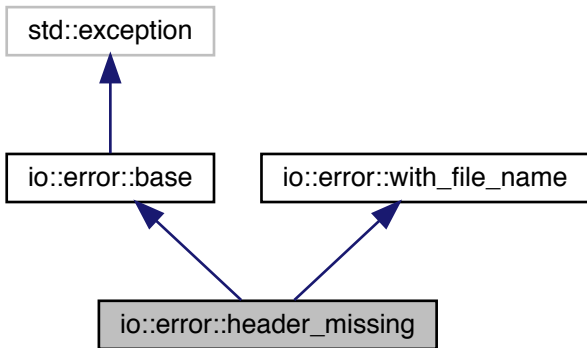 std::exception
io::error::base
io::error::with_file_name
io::error::header_missing